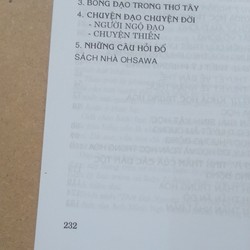 3. BÓNG ĐẠO TRONG THƠ TÂY
4. CHUYỆN ĐẠO CHUYỆN ĐỜI
- NGƯỜI NGỘ ĐẠO
- CHUYỆN THIỀN
5. NHỮNG CÂU HỎI ĐỐ
SÁCH NHÀ OHSAWA
232